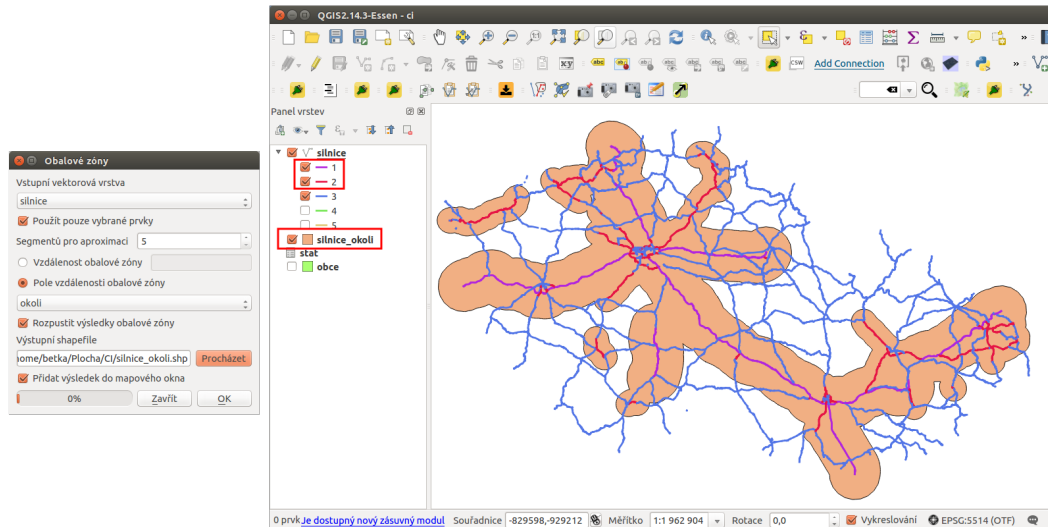 Obalové zóny
Vstupní vektorová vrstva
silnice
Použít pouze vybrané prvky
Segmentů pro aproximaci 5
Vzdálenost obalové zóny
Pole vzdáleností obalové zóny
okoli
Rozpustit výsledky obalové zóny
Výstupní shapefile
ome/betka/Plocha/CI/silnice_okoli.shp Procházet
Přidat výsledek do mapového okna
0% Zavřít OK
QGIS2.14.3-Essen - ci
Add Connection
Panel vrstev
silnice
1
2
3
4
5
silnice_okoli
stat
obce
0 prvk Je dostupný nový zásuvný modul Souřadnice -829598,-929212 Měřítko 1:1 962 904 Rotace 0,0 Vykreslování EPSG:5514 (OTF)